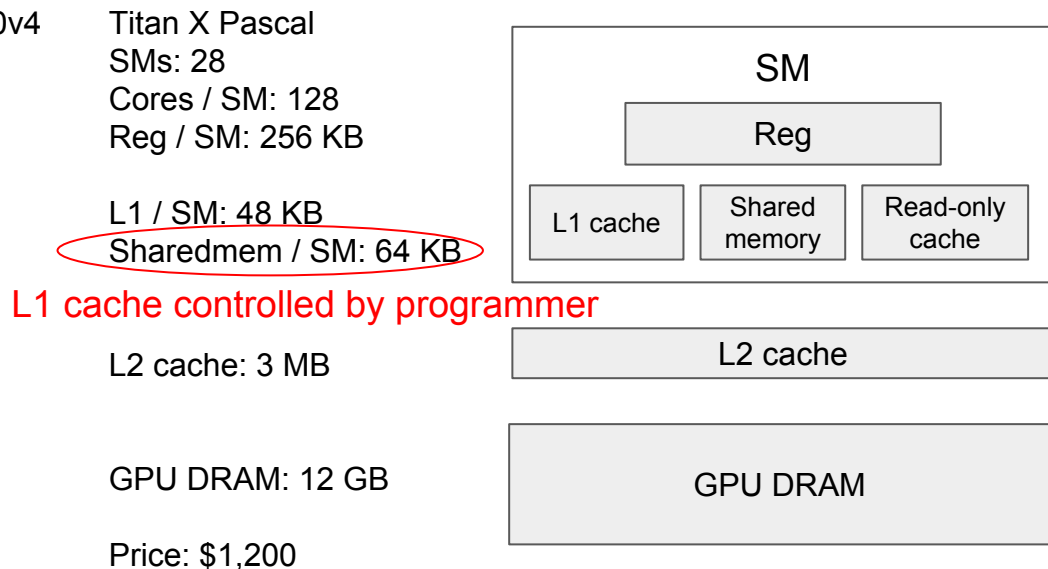 0v4
Titan X Pascal
SMs: 28
Cores / SM: 128
Reg / SM: 256 KB
L1 / SM: 48 KB
Sharedmem / SM: 64 KB
L1 cache controlled by programmer
L2 cache: 3 MB
GPU DRAM: 12 GB
Price: $1,200
SM
Reg
L1 cache
Shared
memory
Read-only
cache
L2 cache
GPU DRAM